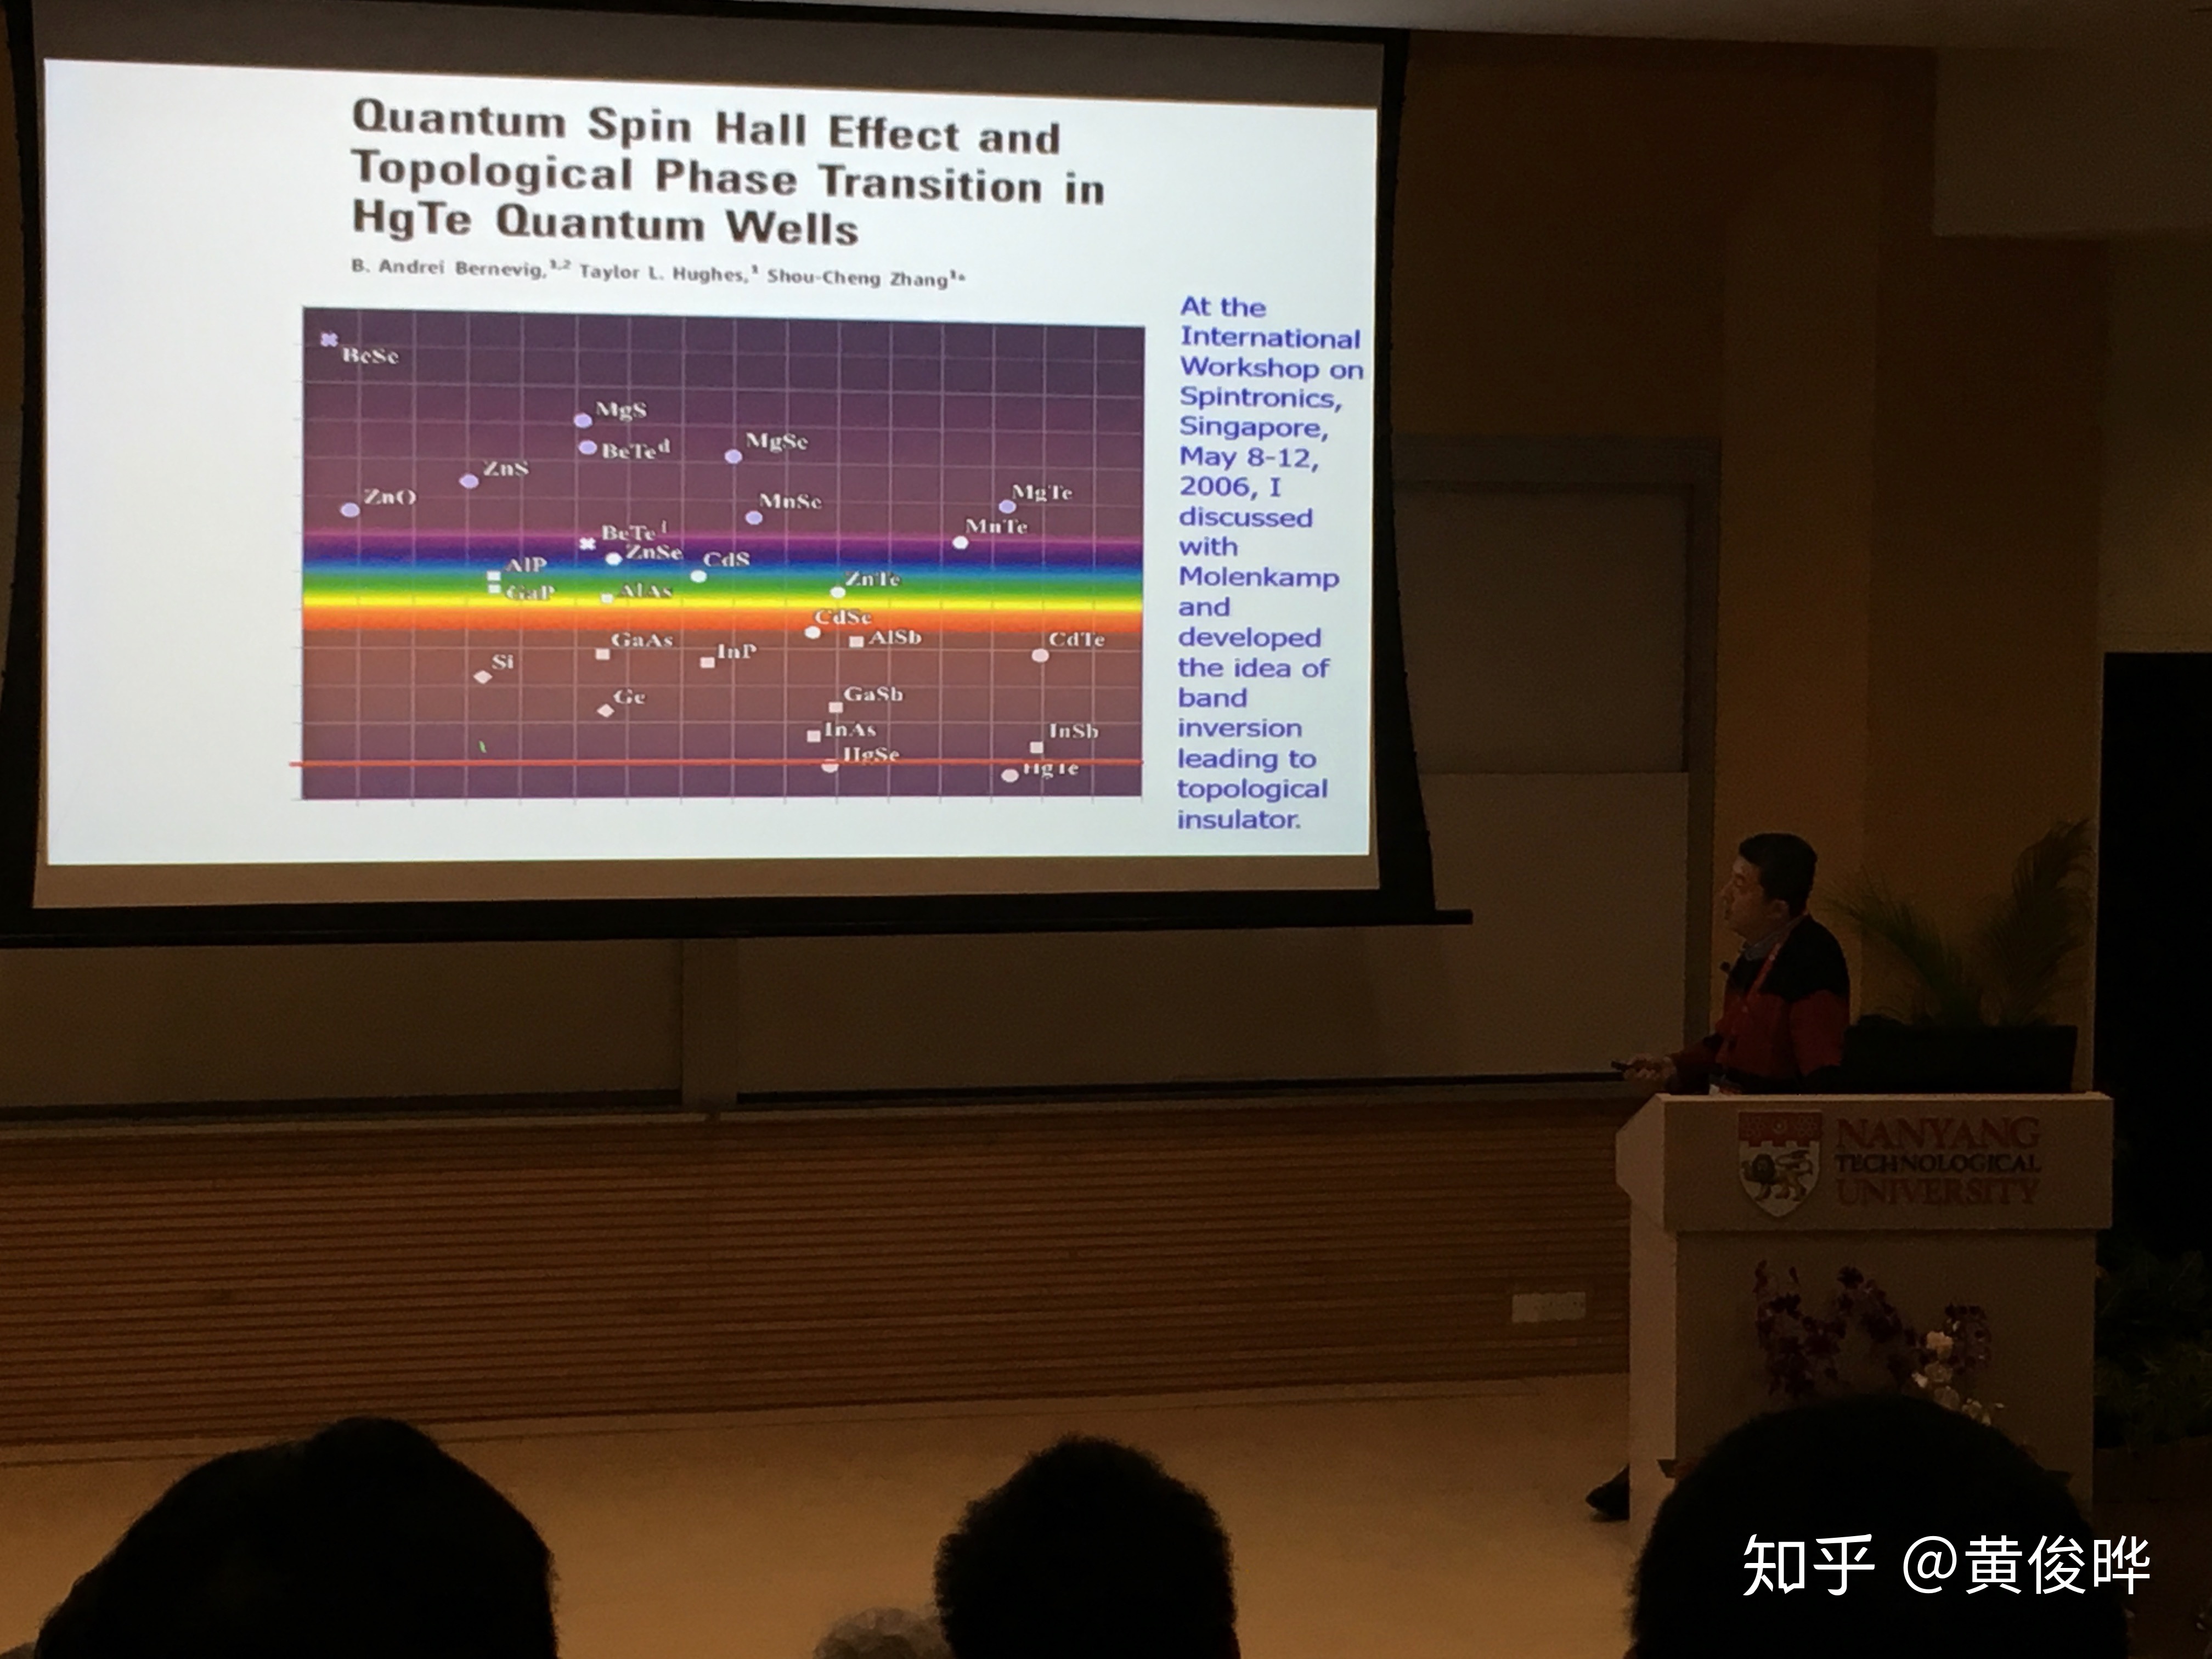 Quantum Spin Hall Effect and
Topological Phase Transition in
HgTe Quantum Wells
B. Andrei Bernevig,¹,² Taylor L. Hughes,¹ Shou-Cheng Zhang¹*
BeSe
MgS
BeTeᵈ
MgSe
ZnS
ZnO
MnSe
MgTe
MnTe
BeTeⁱ
ZnSe
CdS
AlP
GaP
AlAs
ZnTe
CdSe
AlSb
GaAs
InP
CdTe
Si
Ge
GaSb
InAs
InSb
HgSe
HgTe
At the
International
Workshop on
Spintronics,
Singapore,
May 8-12,
2006, I
discussed
with
Molenkamp
and
developed
the idea of
band
inversion
leading to
topological
insulator.
NANYANG
TECHNOLOGICAL
UNIVERSITY
知乎 @黄俊晔